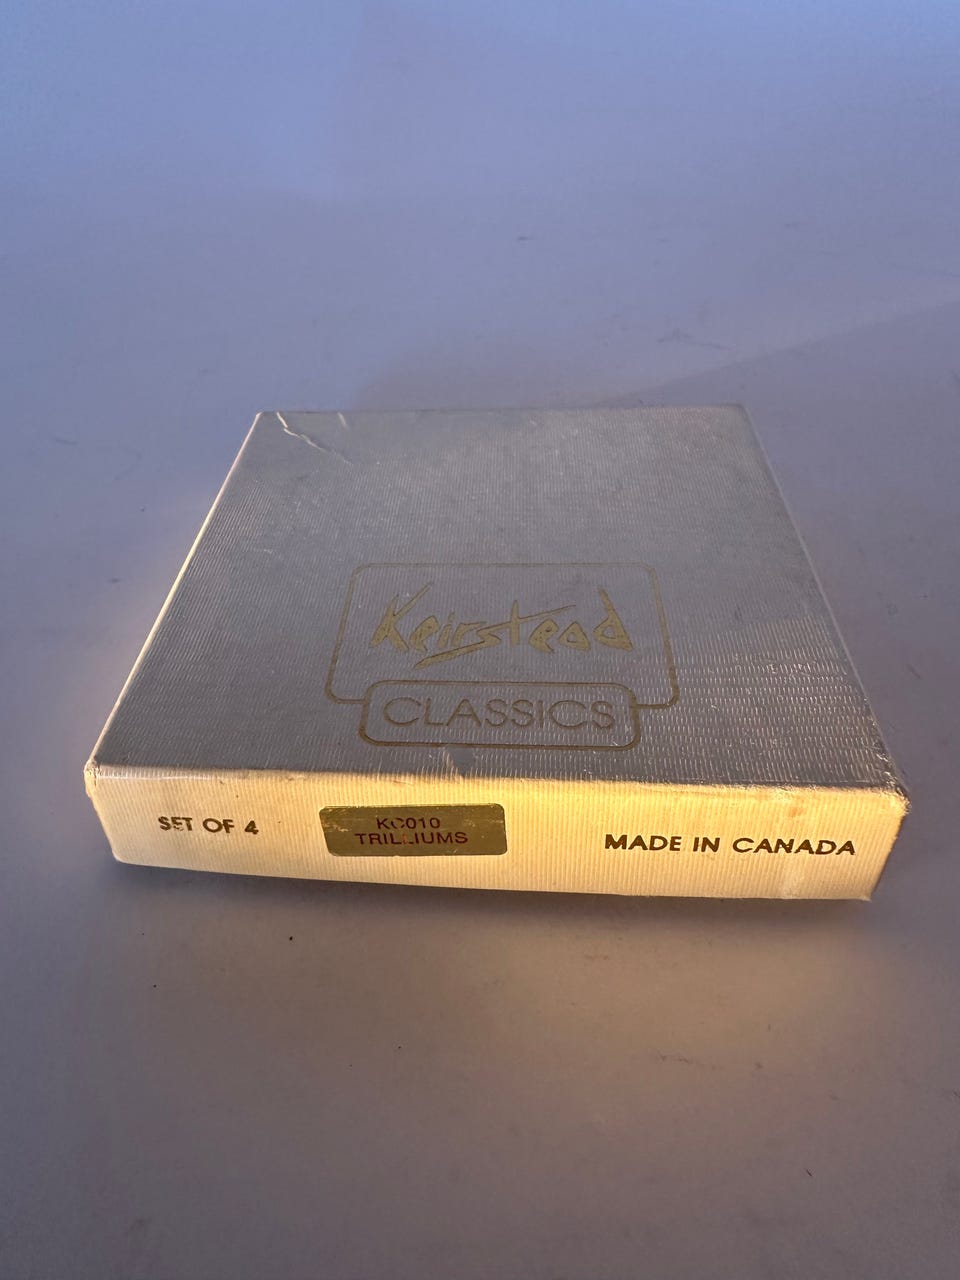 Keirstead
CLASSICS
SET OF 4
KC010
TRILLIUMS
MADE IN CANADA